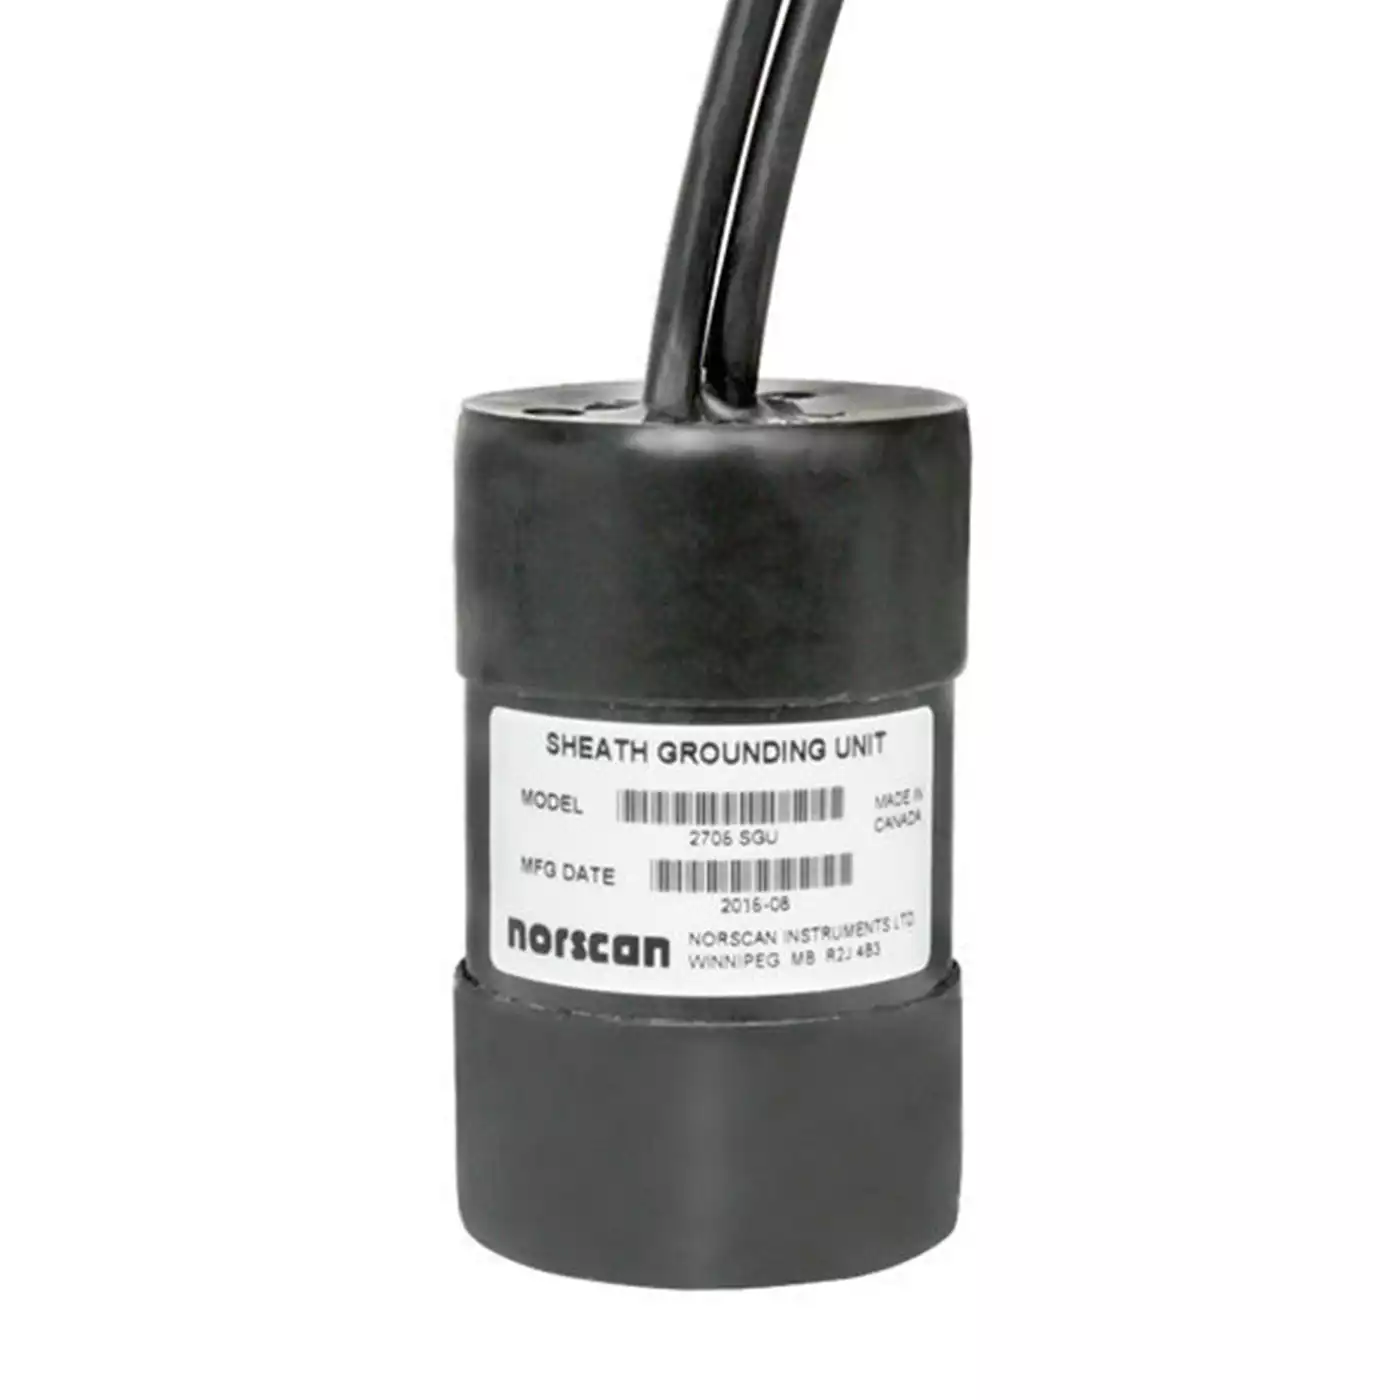 SHEATH GROUNDING UNIT
MODEL
MADE IN
CANADA
2706 SGU
MFG DATE
2016-08
norscan
NORSCAN INSTRUMENTS LTD.
WINNIPEG MB R2J 4B3